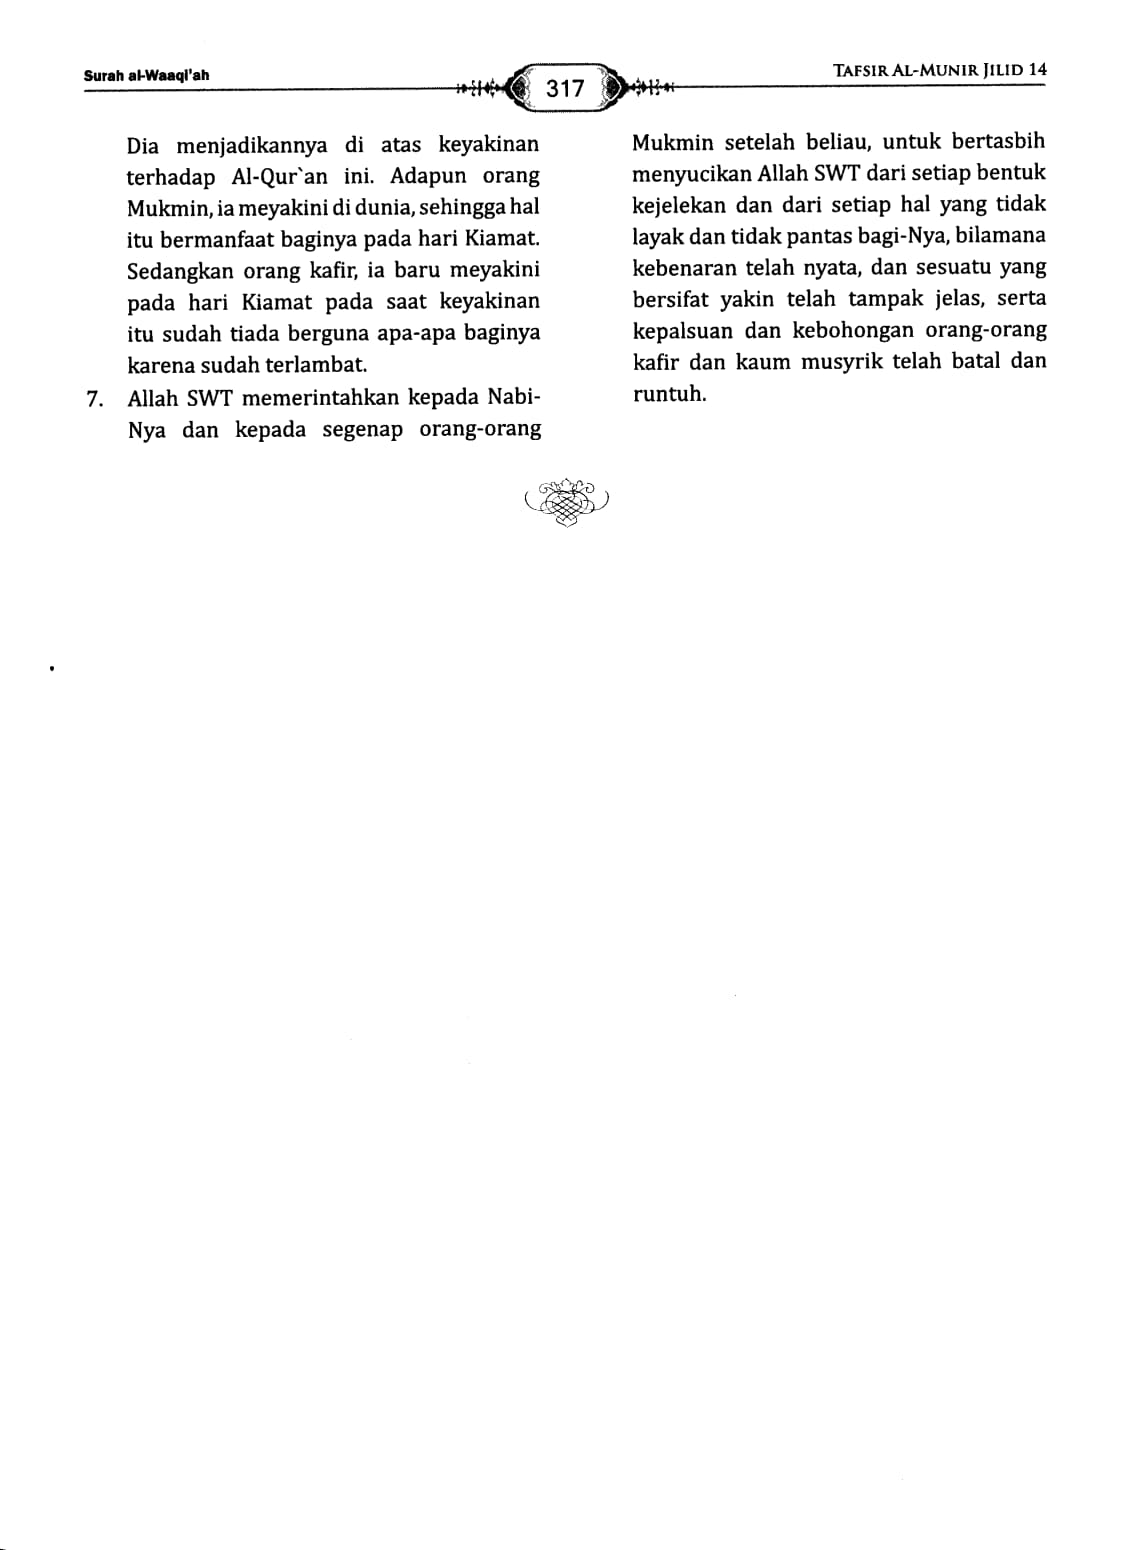 Surah al-Waaqi'ah
317
TAFSIR AL-MUNIR JILID 14
Dia menjadikannya di atas keyakinan
terhadap Al-Qur`an ini. Adapun orang
Mukmin, ia meyakini di dunia, sehingga hal
itu bermanfaat baginya pada hari Kiamat.
Sedangkan orang kafir, ia baru meyakini
pada hari Kiamat pada saat keyakinan
itu sudah tiada berguna apa-apa baginya
karena sudah terlambat.
7. Allah SWT memerintahkan kepada Nabi-
Nya dan kepada segenap orang-orang
Mukmin setelah beliau, untuk bertasbih
menyucikan Allah SWT dari setiap bentuk
kejelekan dan dari setiap hal yang tidak
layak dan tidak pantas bagi-Nya, bilamana
kebenaran telah nyata, dan sesuatu yang
bersifat yakin telah tampak jelas, serta
kepalsuan dan kebohongan orang-orang
kafir dan kaum musyrik telah batal dan
runtuh.